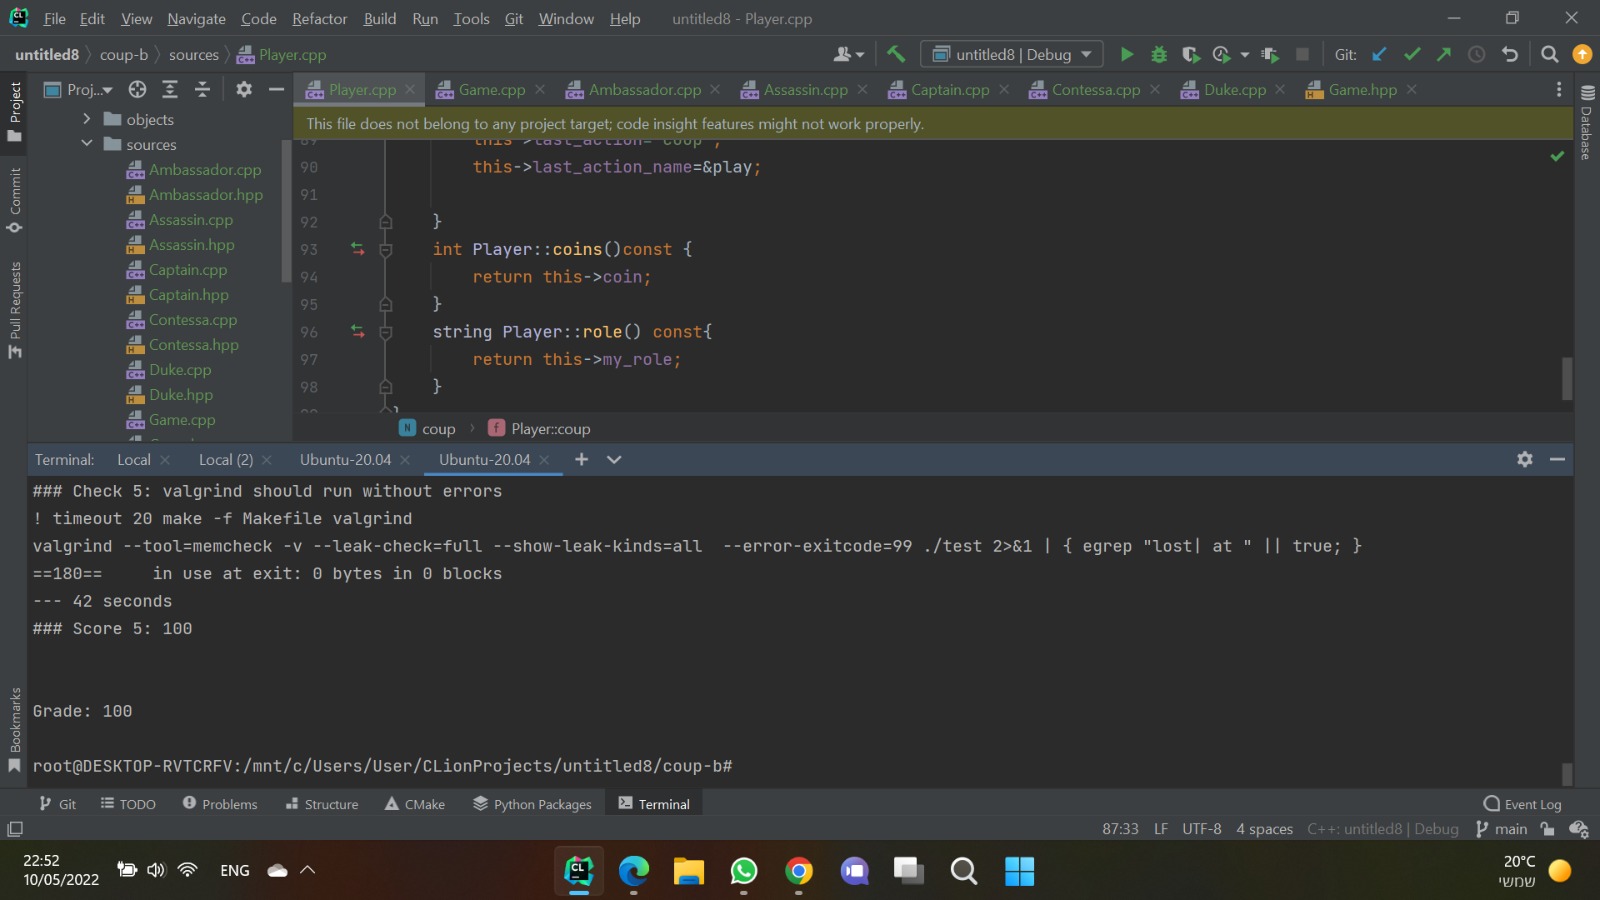 File Edit View Navigate Code Refactor Build Run Tools Git Window Help untitled8 - Player.cpp
untitled8 coup-b sources Player.cpp untitled8 | Debug Git:
Proj... Player.cpp Game.cpp Ambassador.cpp Assassin.cpp Captain.cpp Contessa.cpp Duke.cpp Game.hpp
This file does not belong to any project target; code insight features might not work properly.
Project
Commit
Pull Requests
Bookmarks
Database
objects
sources
Ambassador.cpp
Ambassador.hpp
Assassin.cpp
Assassin.hpp
Captain.cpp
Captain.hpp
Contessa.cpp
Contessa.hpp
Duke.cpp
Duke.hpp
Game.cpp
89 this->last_action="coup";
90 this->last_action_name=&play;
91
92 }
93 int Player::coins()const {
94 return this->coin;
95 }
96 string Player::role() const{
97 return this->my_role;
98 }
}
coup Player::coup
Terminal: Local Local (2) Ubuntu-20.04 Ubuntu-20.04
### Check 5: valgrind should run without errors
! timeout 20 make -f Makefile valgrind
valgrind --tool=memcheck -v --leak-check=full --show-leak-kinds=all  --error-exitcode=99 ./test 2>&1 | { egrep "lost| at " || true; }
==180==     in use at exit: 0 bytes in 0 blocks
--- 42 seconds
### Score 5: 100
Grade: 100
root@DESKTOP-RVTCRFV:/mnt/c/Users/User/CLionProjects/untitled8/coup-b#
Git TODO Problems Structure CMake Python Packages Terminal Event Log
87:33 LF UTF-8 4 spaces C++: untitled8 | Debug main
22:52
10/05/2022
ENG
20°C
שמשי